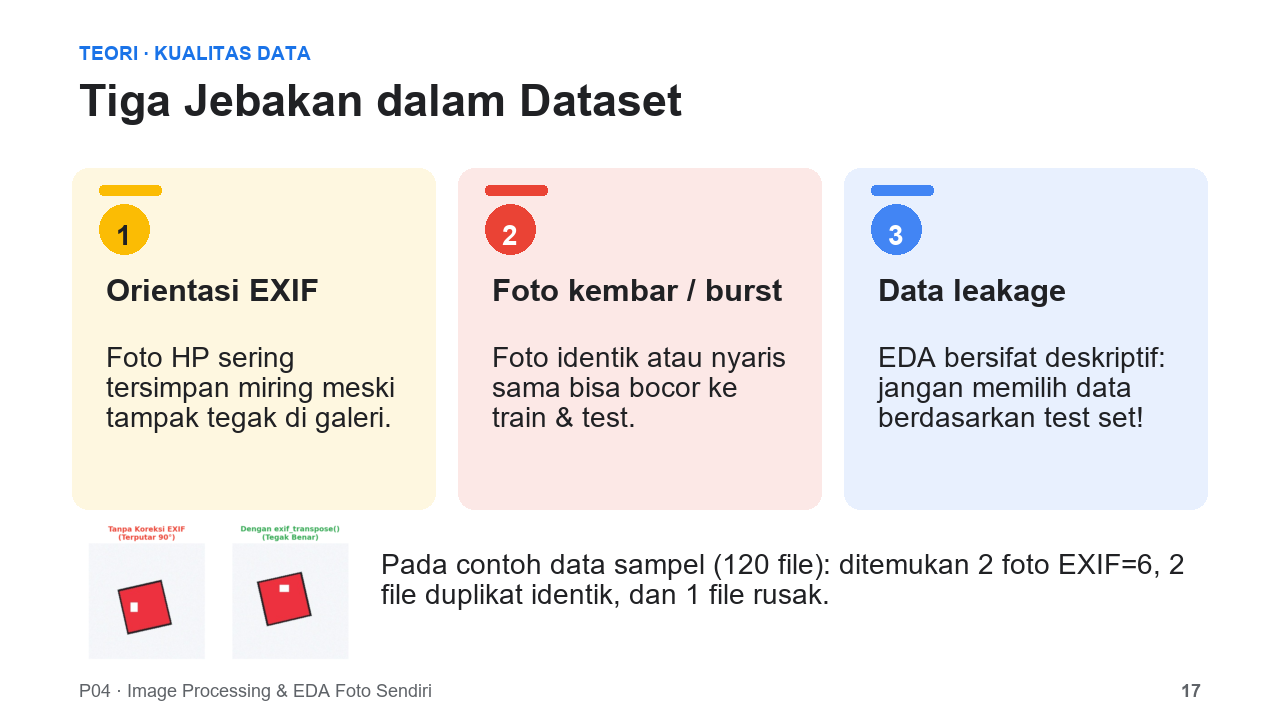 TEORI · KUALITAS DATA
Tiga Jebakan dalam Dataset
1
Orientasi EXIF
Foto HP sering
tersimpan miring meski
tampak tegak di galeri.
2
Foto kembar / burst
Foto identik atau nyaris
sama bisa bocor ke
train & test.
3
Data leakage
EDA bersifat deskriptif:
jangan memilih data
berdasarkan test set!
Tanpa Koreksi EXIF
(Terputar 90°)
Dengan exif_transpose()
(Tegak Benar)
Pada contoh data sampel (120 file): ditemukan 2 foto EXIF=6, 2
file duplikat identik, dan 1 file rusak.
P04 · Image Processing & EDA Foto Sendiri
17